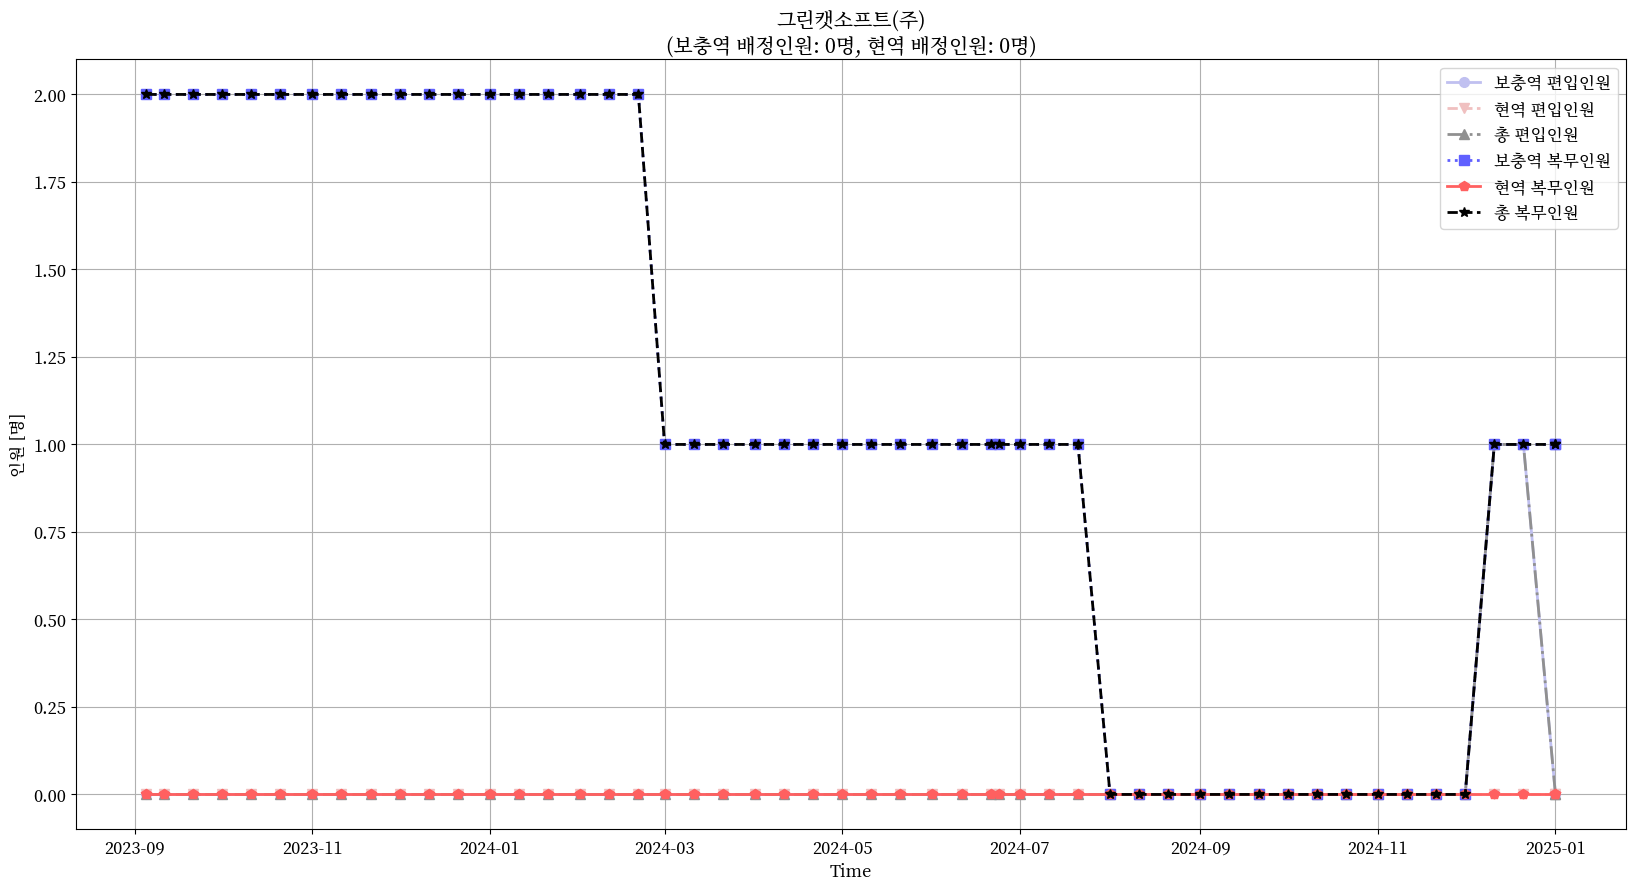 그린캣소프트(주)
(보충역 배정인원: 0명, 현역 배정인원: 0명)
보충역 편입인원
현역 편입인원
총 편입인원
보충역 복무인원
현역 복무인원
총 복무인원
2.00
1.75
1.50
1.25
1.00
0.75
0.50
0.25
0.00
인원 [명]
2023-09
2023-11
2024-01
2024-03
2024-05
2024-07
2024-09
2024-11
2025-01
Time